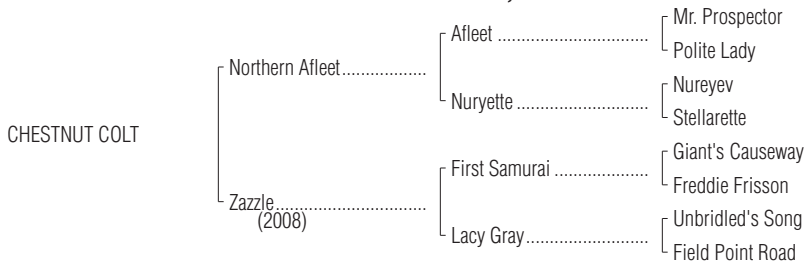 Mr. Prospector
Afleet ........................................
Polite Lady
Northern Afleet...................
Nureyev
Nuryette ...................................
Stellarette
CHESTNUT COLT
Giant's Causeway
First Samurai .........................
Freddie Frisson
Zazzle...................................
(2008)
Unbridled's Song
Lacy Gray................................
Field Point Road